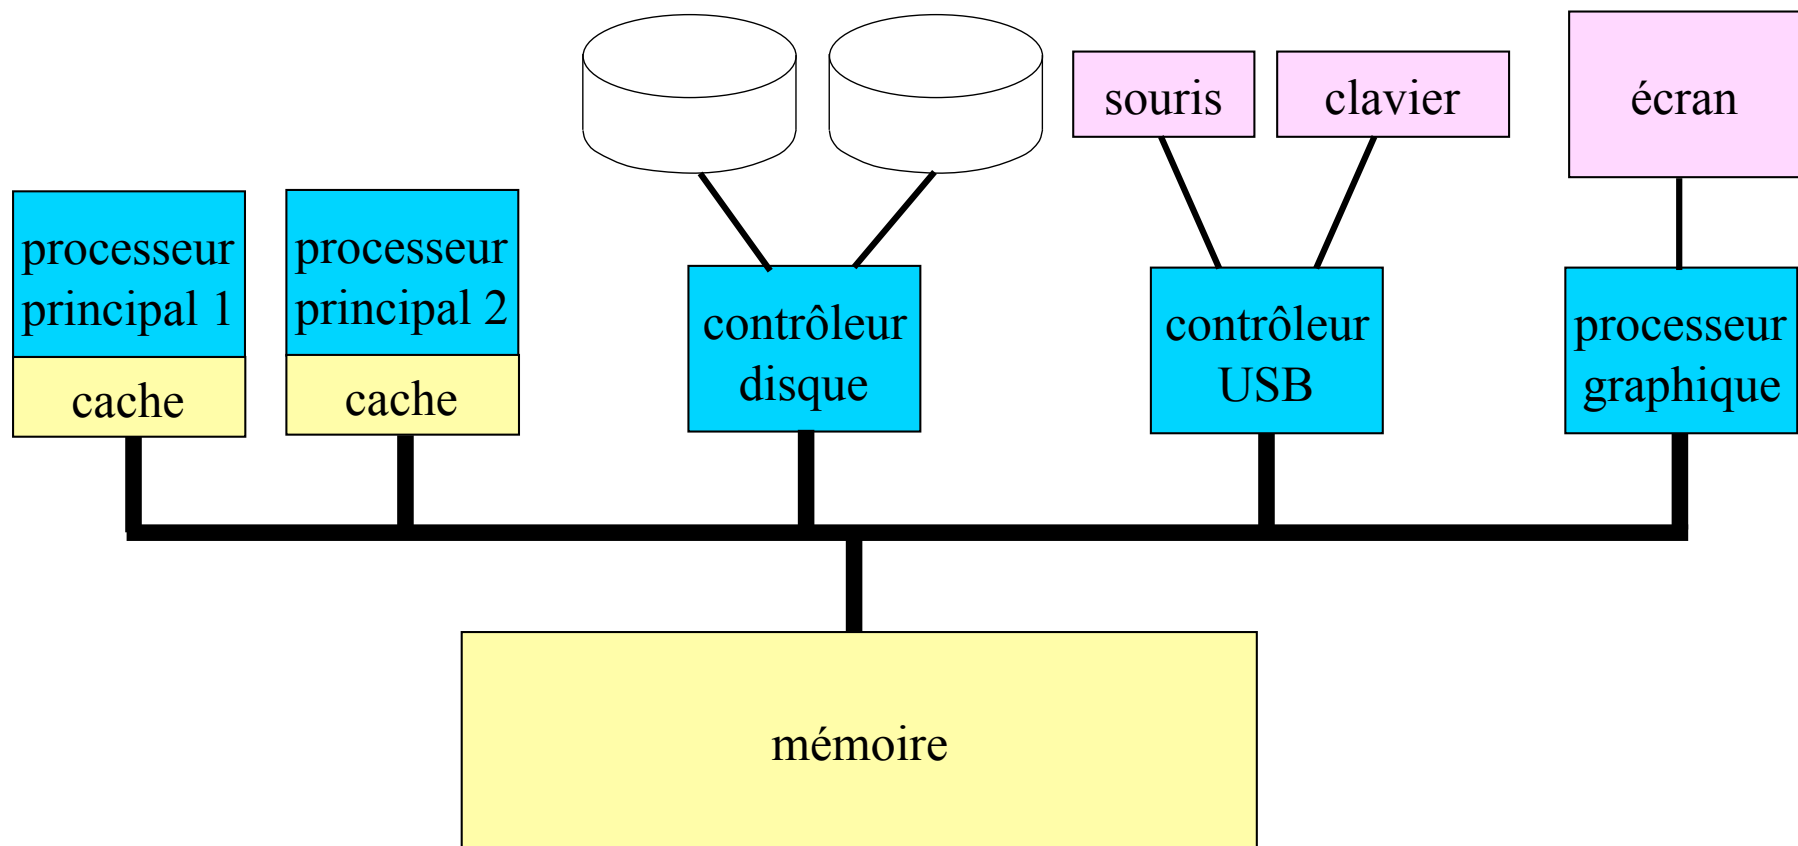 souris
clavier
écran
processeur
principal 1
cache
processeur
principal 2
cache
contrôleur
disque
contrôleur
USB
processeur
graphique
mémoire